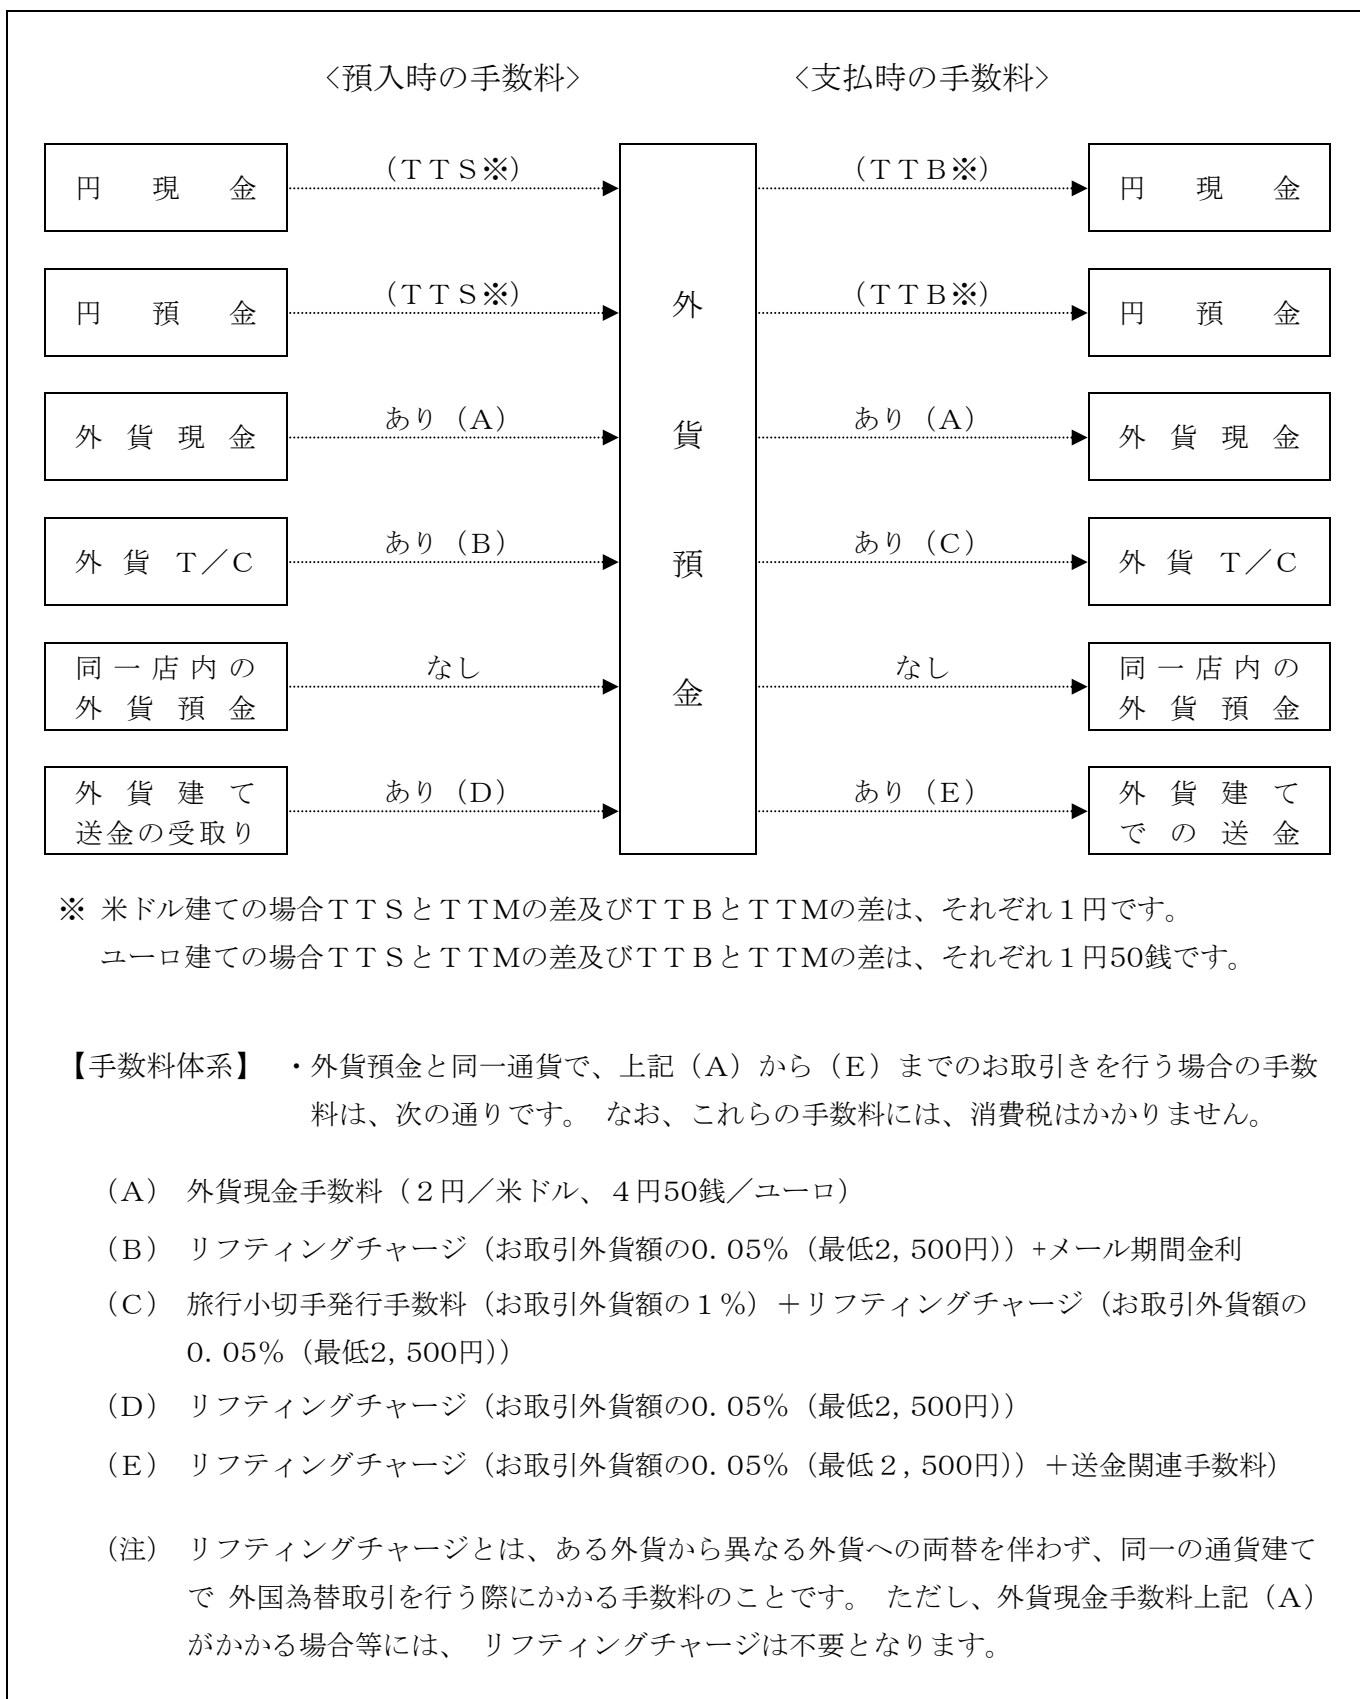 〈預入時の手数料〉 〈支払時の手数料〉
円現金 (TTS※) (TTB※) 円現金
円預金 (TTS※) 外 (TTB※) 円預金
外貨現金 あり(A) 貨 あり(A) 外貨現金
外貨T/C あり(B) 預 あり(C) 外貨T/C
同一店内の なし なし 同一店内の
外貨預金 金 外貨預金
外貨建て あり(D) あり(E) 外貨建て
送金の受取り での送金
※ 米ドル建ての場合TTSとTTMの差及びTTBとTTMの差は、それぞれ1円です。
ユーロ建ての場合TTSとTTMの差及びTTBとTTMの差は、それぞれ1円50銭です。
【手数料体系】 ・外貨預金と同一通貨で、上記(A)から(E)までのお取引きを行う場合の手数
料は、次の通りです。 なお、これらの手数料には、消費税はかかりません。
(A) 外貨現金手数料(2円/米ドル、4円50銭/ユーロ)
(B) リフティングチャージ(お取引外貨額の0.05%(最低2,500円))+メール期間金利
(C) 旅行小切手発行手数料(お取引外貨額の1%)+リフティングチャージ(お取引外貨額の
0.05%(最低2,500円))
(D) リフティングチャージ(お取引外貨額の0.05%(最低2,500円))
(E) リフティングチャージ(お取引外貨額の0.05%(最低2,500円))+送金関連手数料)
(注) リフティングチャージとは、ある外貨から異なる外貨への両替を伴わず、同一の通貨建て
で 外国為替取引を行う際にかかる手数料のことです。 ただし、外貨現金手数料上記(A)
がかかる場合等には、 リフティングチャージは不要となります。